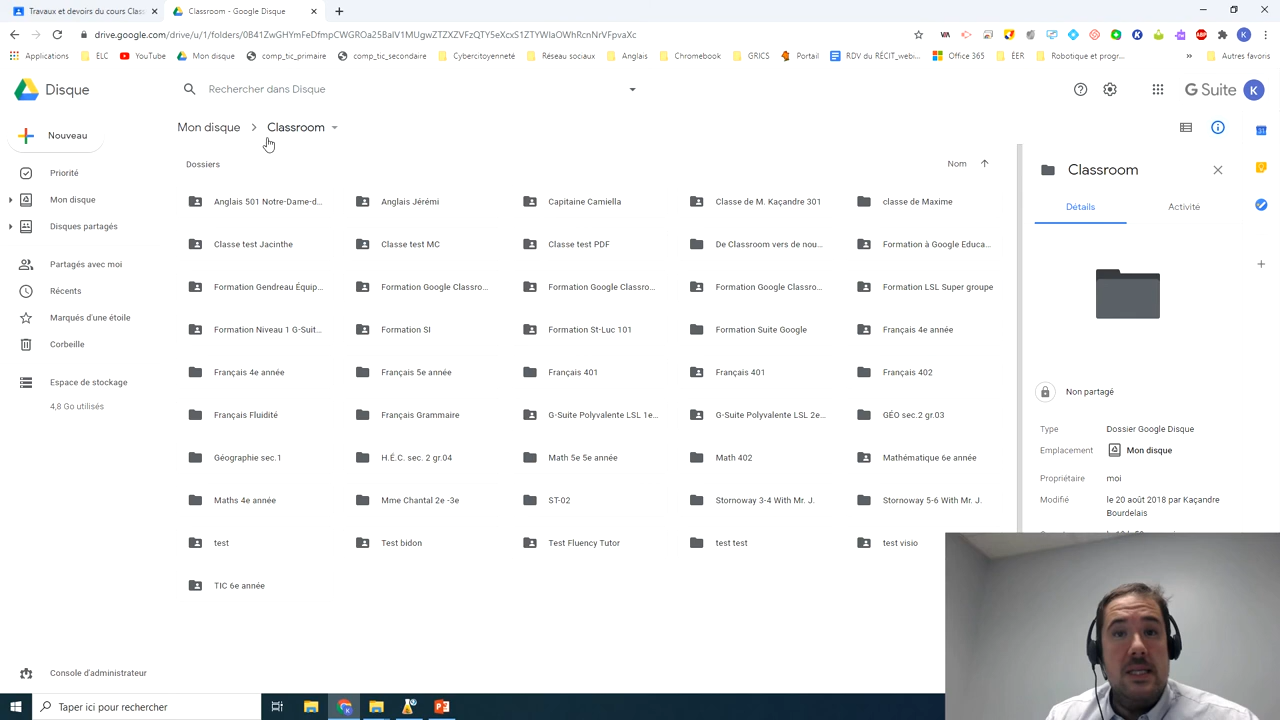 Travaux et devoirs du cours Clas
Classroom - Google Disque
drive.google.com/drive/u/1/folders/
Applications
ELC
YouTube
Mon disque
comp_tic_primaire
comp_tic_secondaire
Cybercitoyenneté
Réseau sociaux
Anglais
Chromebook
GRICS
Portail
RDV du RÉCIT_webi...
Office 365
ÉER
Robotique et progr...
»
Autres favoris
Disque
Rechercher dans Disque
G Suite
K
Nouveau
Mon disque > Classroom
Priorité
Mon disque
Disques partagés
Partagés avec moi
Récents
Marqués d'une étoile
Corbeille
Espace de stockage
4,8 Go utilisés
Console d'administrateur
Dossiers
Nom
Anglais 501 Notre-Dame-d...
Anglais Jérémi
Capitaine Camiella
Classe de M. Kaçandre 301
classe de Maxime
Classe test Jacinthe
Classe test MC
Classe test PDF
De Classroom vers de nou...
Formation à Google Educa...
Formation Gendreau Équip...
Formation Google Classro...
Formation Google Classro...
Formation Google Classro...
Formation LSL Super groupe
Formation Niveau 1 G-Suit...
Formation SI
Formation St-Luc 101
Formation Suite Google
Français 4e année
Français 4e année
Français 5e année
Français 401
Français 401
Français 402
Français Fluidité
Français Grammaire
G-Suite Polyvalente LSL 1e...
G-Suite Polyvalente LSL 2e...
GÉO sec.2 gr.03
Géographie sec.1
H.É.C. sec. 2 gr.04
Math 5e 5e année
Math 402
Mathématique 6e année
Maths 4e année
Mme Chantal 2e -3e
ST-02
Stornoway 3-4 With Mr. J.
Stornoway 5-6 With Mr. J.
test
Test bidon
Test Fluency Tutor
test test
test visio
TIC 6e année
Classroom
Détails
Activité
Non partagé
Type
Dossier Google Disque
Emplacement
Mon disque
Propriétaire
moi
Modifié
le 20 août 2018 par Kaçandre
Bourdelais
Taper ici pour rechercher